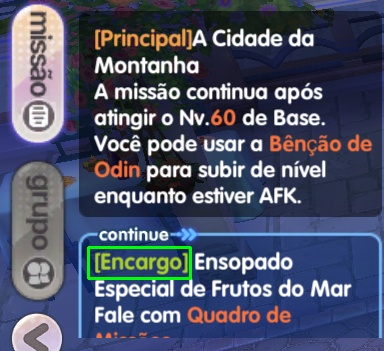 missão
grupo
[Principal]A Cidade da
Montanha
A missão continua após
atingir o Nv.60 de Base.
Você pode usar a Bênção de
Odin para subir de nível
enquanto estiver AFK.
continue
[Encargo] Ensopado
Especial de Frutos do Mar
Fale com Quadro de
Missões